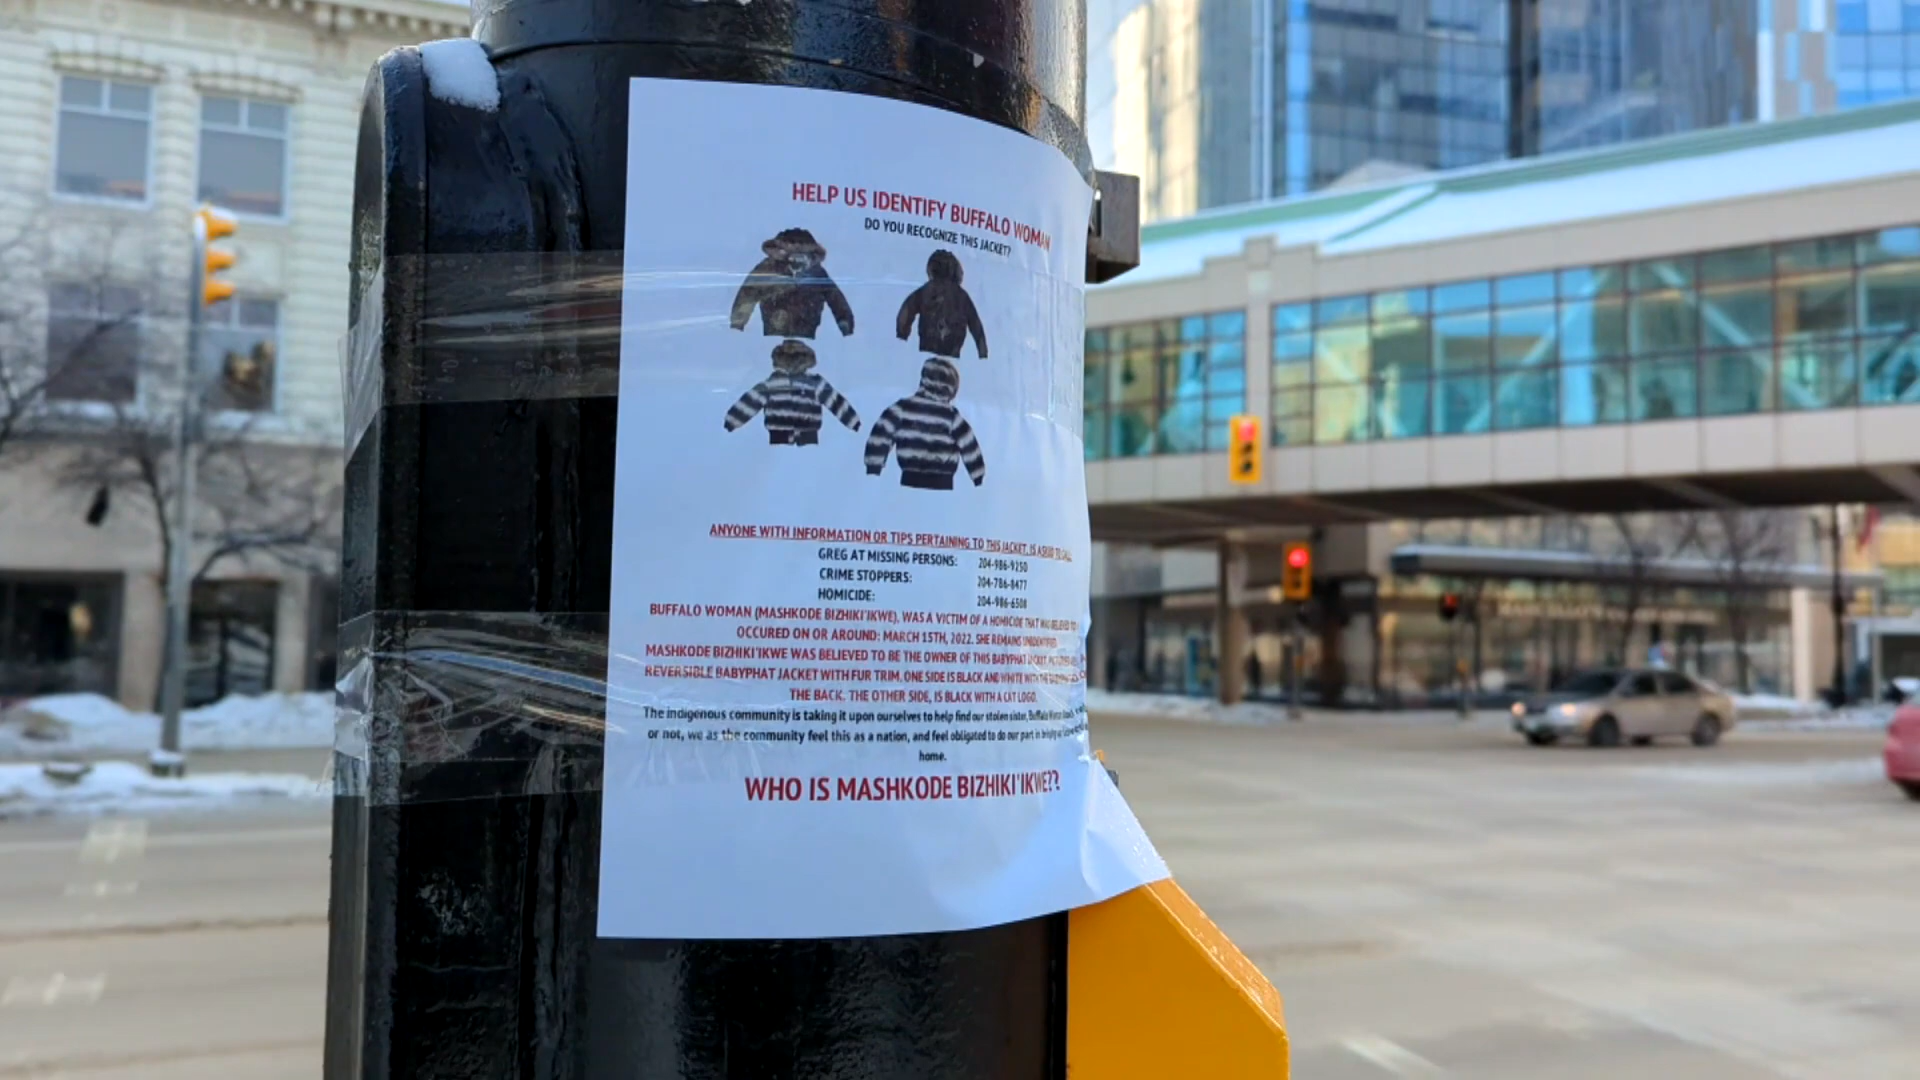 HELP US IDENTIFY BUFFALO WOMAN
DO YOU RECOGNIZE THIS JACKET?
ANYONE WITH INFORMATION OR TIPS PERTAINING TO THIS JACKET, IS ASKED TO CALL
GREG AT MISSING PERSONS: 204-986-9250
CRIME STOPPERS: 204-786-8477
HOMICIDE: 204-986-6508
BUFFALO WOMAN (MASHKODE BIZHIKI'IKWE), WAS A VICTIM OF A HOMICIDE THAT WAS BELIEVED TO
OCCURED ON OR AROUND: MARCH 15TH, 2022. SHE REMAINS UNIDENTIFIED
MASHKODE BIZHIKI'IKWE WAS BELIEVED TO BE THE OWNER OF THIS BABYPHAT JACKET
REVERSIBLE BABYPHAT JACKET WITH FUR TRIM. ONE SIDE IS BLACK AND WHITE WITH THE
THE BACK. THE OTHER SIDE, IS BLACK WITH A CAT LOGO.
The indigenous community is taking it upon ourselves to help find our stolen sister, Buffalo Woman
or not, we as the community feel this as a nation, and feel obligated to do our part in
home.
WHO IS MASHKODE BIZHIKI'IKWE??